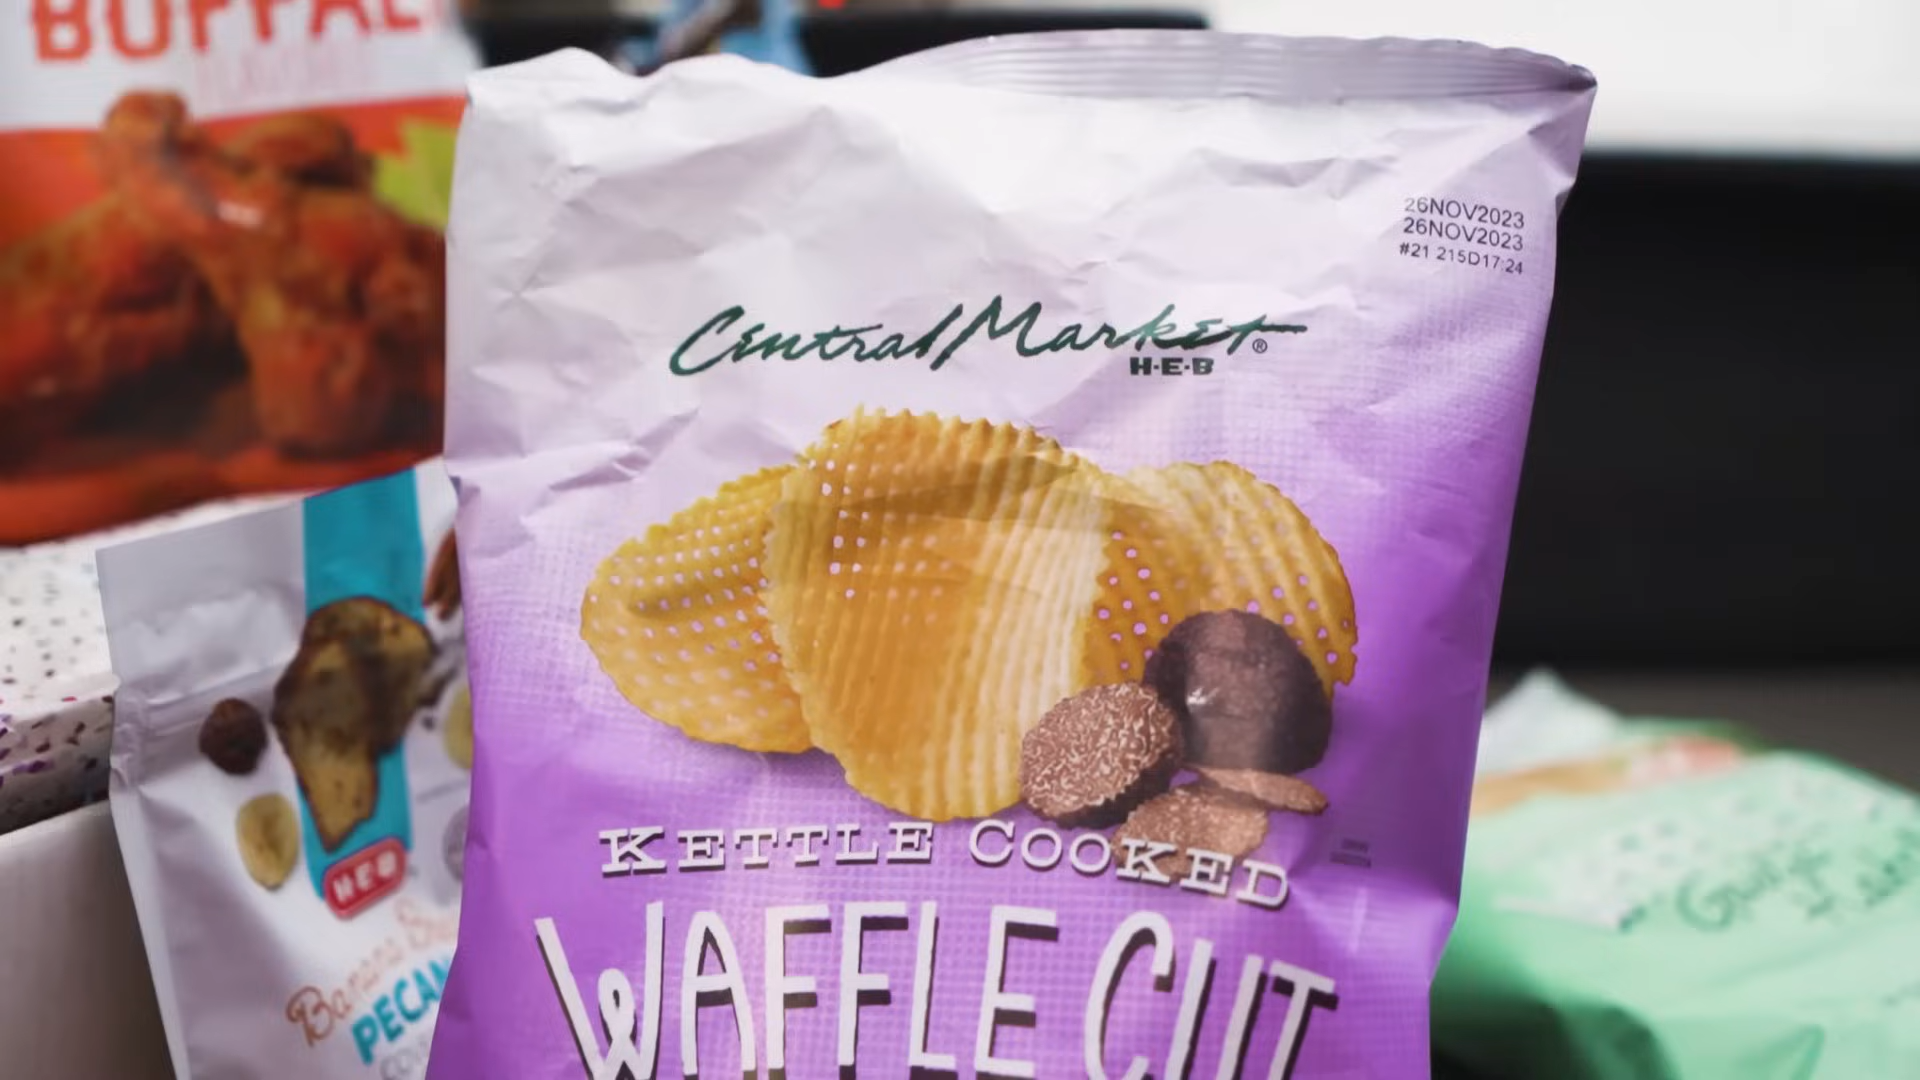 BUFFAL
26NOV2023
26NOV2023
#21 215D17:24
Central Market®
H-E-B
KETTLE COOKED
WAFFLE CUT
H-E-B
Banana
PECAN